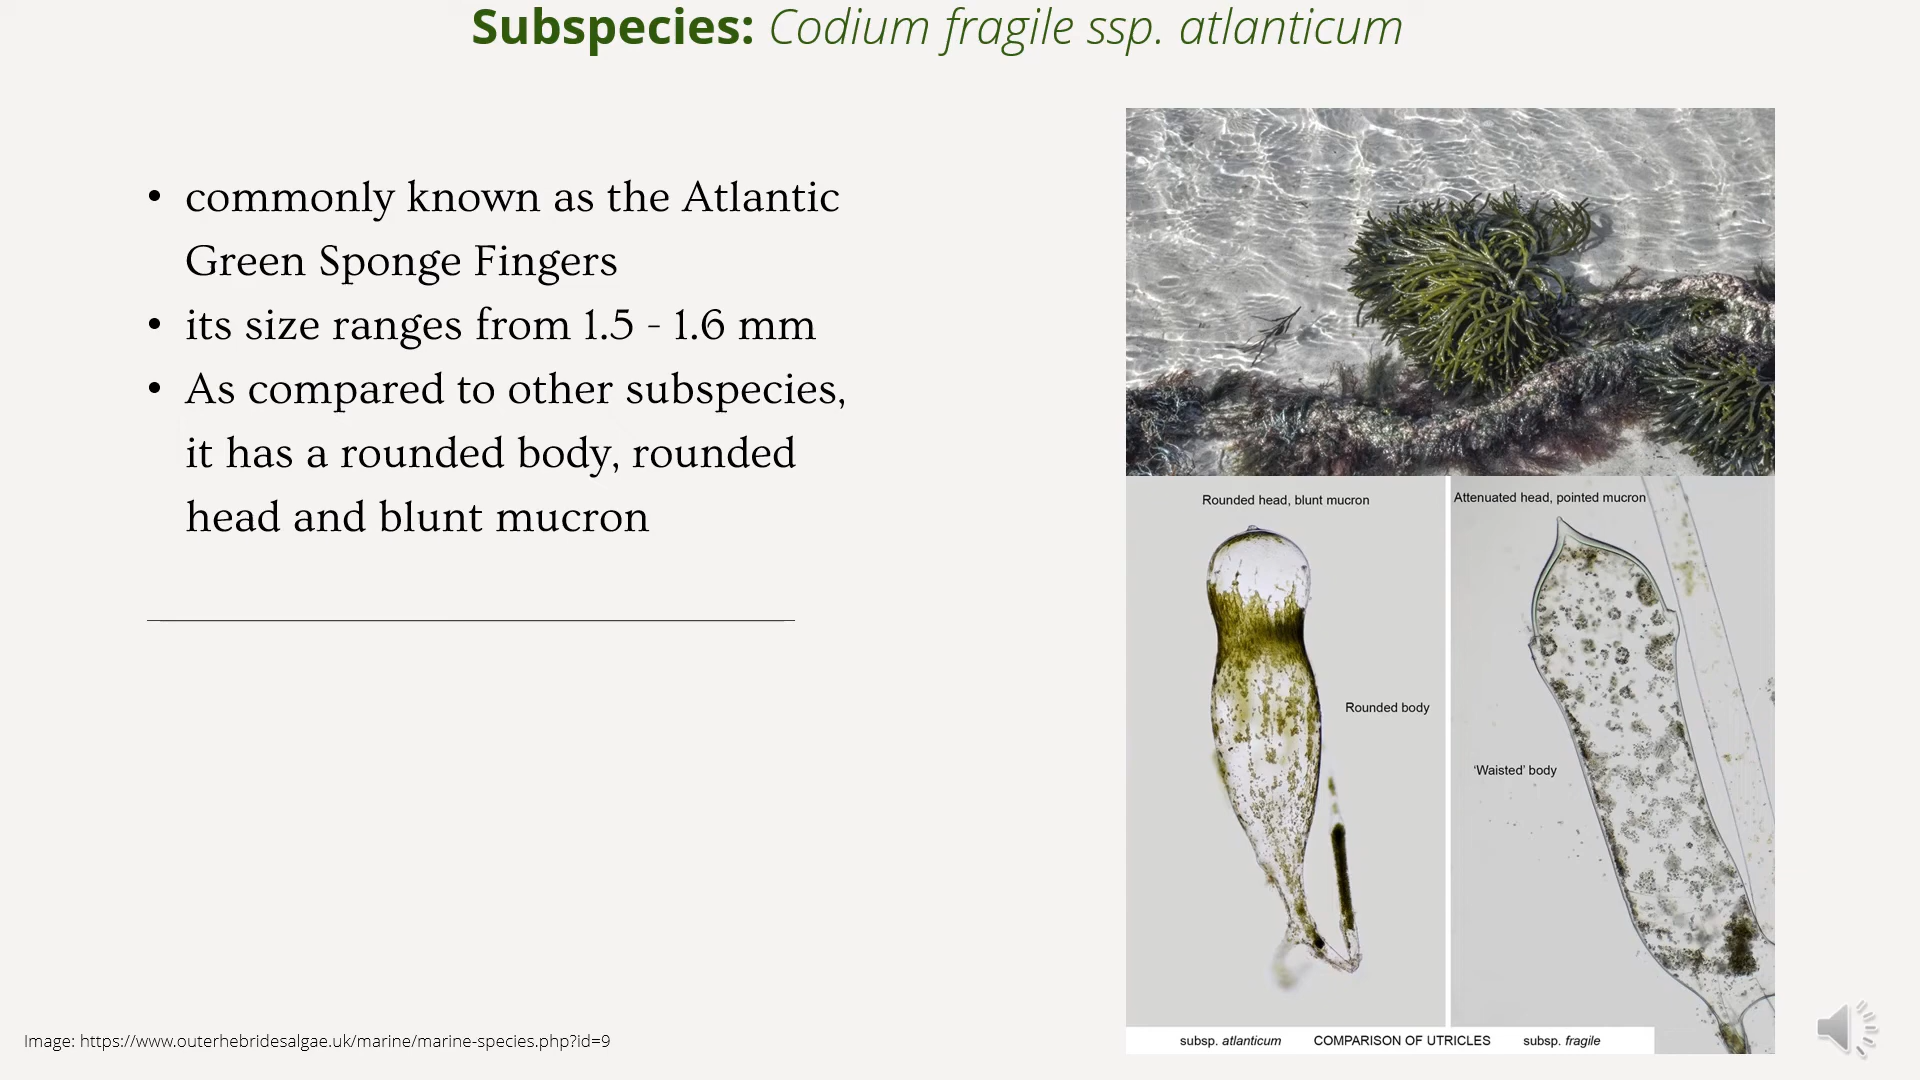 Subspecies: Codium fragile ssp. atlanticum
• commonly known as the Atlantic
Green Sponge Fingers
• its size ranges from 1.5 - 1.6 mm
• As compared to other subspecies,
it has a rounded body, rounded
head and blunt mucron
Rounded head, blunt mucron
Attenuated head, pointed mucron
Rounded body
‘Waisted’ body
subsp. atlanticum COMPARISON OF UTRICLES subsp. fragile
Image: https://www.outerhebridesalgae.uk/marine/marine-species.php?id=9